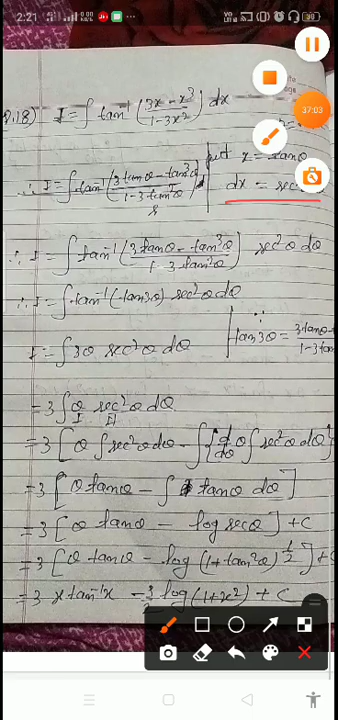 2:21
37:03
Q.18) I = ∫ tan⁻¹ (3x - x³ / 1-3x²) dx
put x = tanθ
dx = sec
∴ I = ∫ tan⁻¹ (3tanθ - tan³θ / 1-3tan²θ)
∴ I = ∫ tan⁻¹ (3tanθ - tan³θ / 1-3tan²θ) sec²θ dθ
∴ I = ∫ tan⁻¹ (tan3θ) sec²θ dθ
∵ tan3θ = 3tanθ- / 1-3tan
I = ∫ 3θ sec²θ dθ
= 3 ∫ θ sec²θ dθ
I II
= 3 [ θ ∫ sec²θ dθ - ∫ { d/dθ θ ∫ sec²θ dθ }
= 3 [ θ tanθ - ∫ tanθ dθ ]
= 3 [ θ tanθ - log secθ ] + C
= 3 [ θ tanθ - log (1+tan²θ)^1/2 ] + C
= 3 x tan⁻¹x - 3/2 log (1+x²) + C